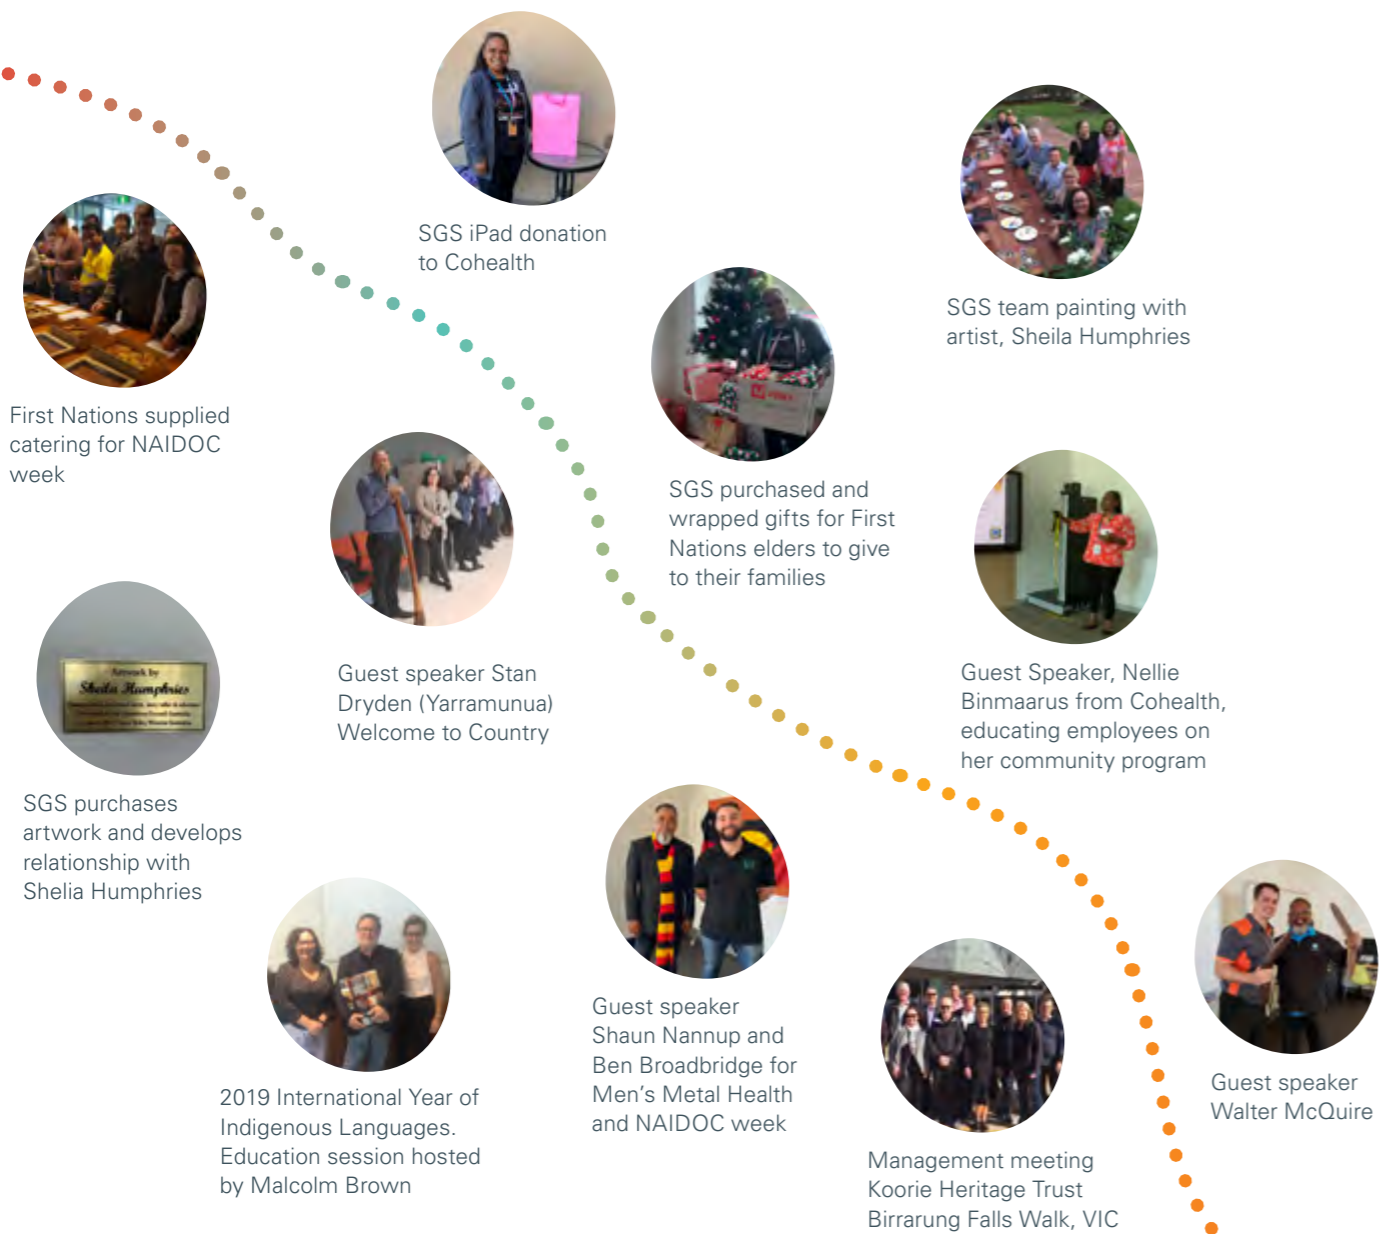 SGS iPad donation
to Cohealth
SGS team painting with
artist, Sheila Humphries
First Nations supplied
catering for NAIDOC
week
SGS purchased and
wrapped gifts for First
Nations elders to give
to their families
Guest speaker Stan
Dryden (Yarramunua)
Welcome to Country
Guest Speaker, Nellie
Binmaarus from Cohealth,
educating employees on
her community program
Artwork by
Sheila Humphries
SGS purchases
artwork and develops
relationship with
Shelia Humphries
Guest speaker
Shaun Nannup and
Ben Broadbridge for
Men's Metal Health
and NAIDOC week
2019 International Year of
Indigenous Languages.
Education session hosted
by Malcolm Brown
Guest speaker
Walter McQuire
Management meeting
Koorie Heritage Trust
Birrarung Falls Walk, VIC